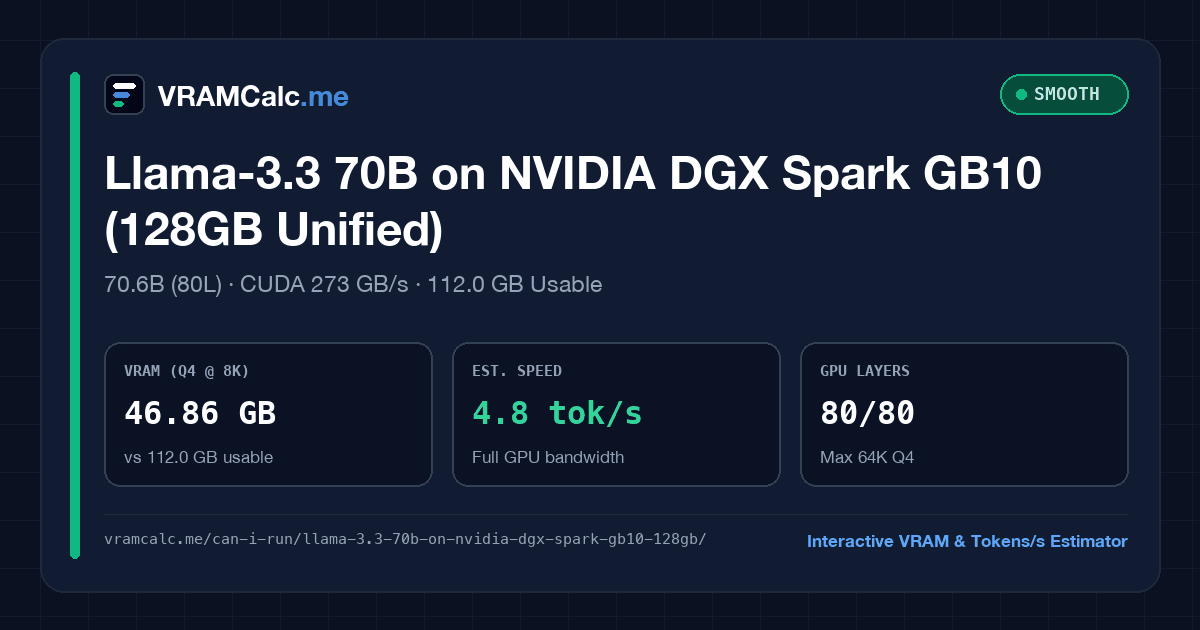 VRAMCalc.me
SMOOTH
Llama-3.3 70B on NVIDIA DGX Spark GB10
(128GB Unified)
70.6B (80L) · CUDA 273 GB/s · 112.0 GB Usable
VRAM (Q4 @ 8K)
46.86 GB
vs 112.0 GB usable
EST. SPEED
4.8 tok/s
Full GPU bandwidth
GPU LAYERS
80/80
Max 64K Q4
vramcalc.me/can-i-run/llama-3.3-70b-on-nvidia-dgx-spark-gb10-128gb/
Interactive VRAM & Tokens/s Estimator